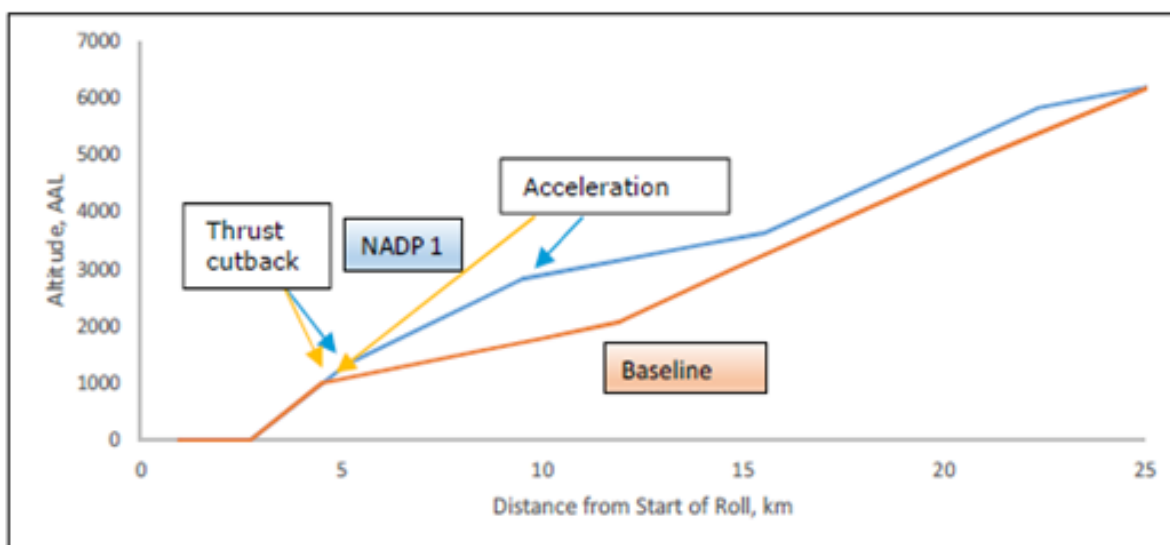 7000
6000
5000
4000
3000
2000
1000
0
Altitude, AAL
Thrust
cutback
NADP 1
Acceleration
Baseline
0 5 10 15 20 25
Distance from Start of Roll, km